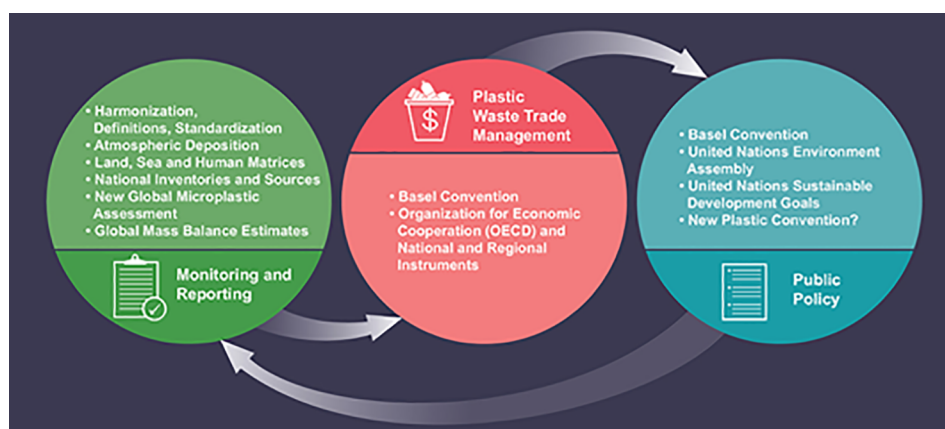 ▪ Harmonization,
Definitions, Standardization
▪ Atmospheric Deposition
▪ Land, Sea and Human Matrices
▪ National Inventories and Sources
▪ New Global Microplastic
Assessment
▪ Global Mass Balance Estimates
Monitoring and
Reporting
$
Plastic
Waste Trade
Management
▪ Basel Convention
▪ Organization for Economic
Cooperation (OECD) and
National and Regional
Instruments
▪ Basel Convention
▪ United Nations Environment
Assembly
▪ United Nations Sustainable
Development Goals
▪ New Plastic Convention?
Public
Policy